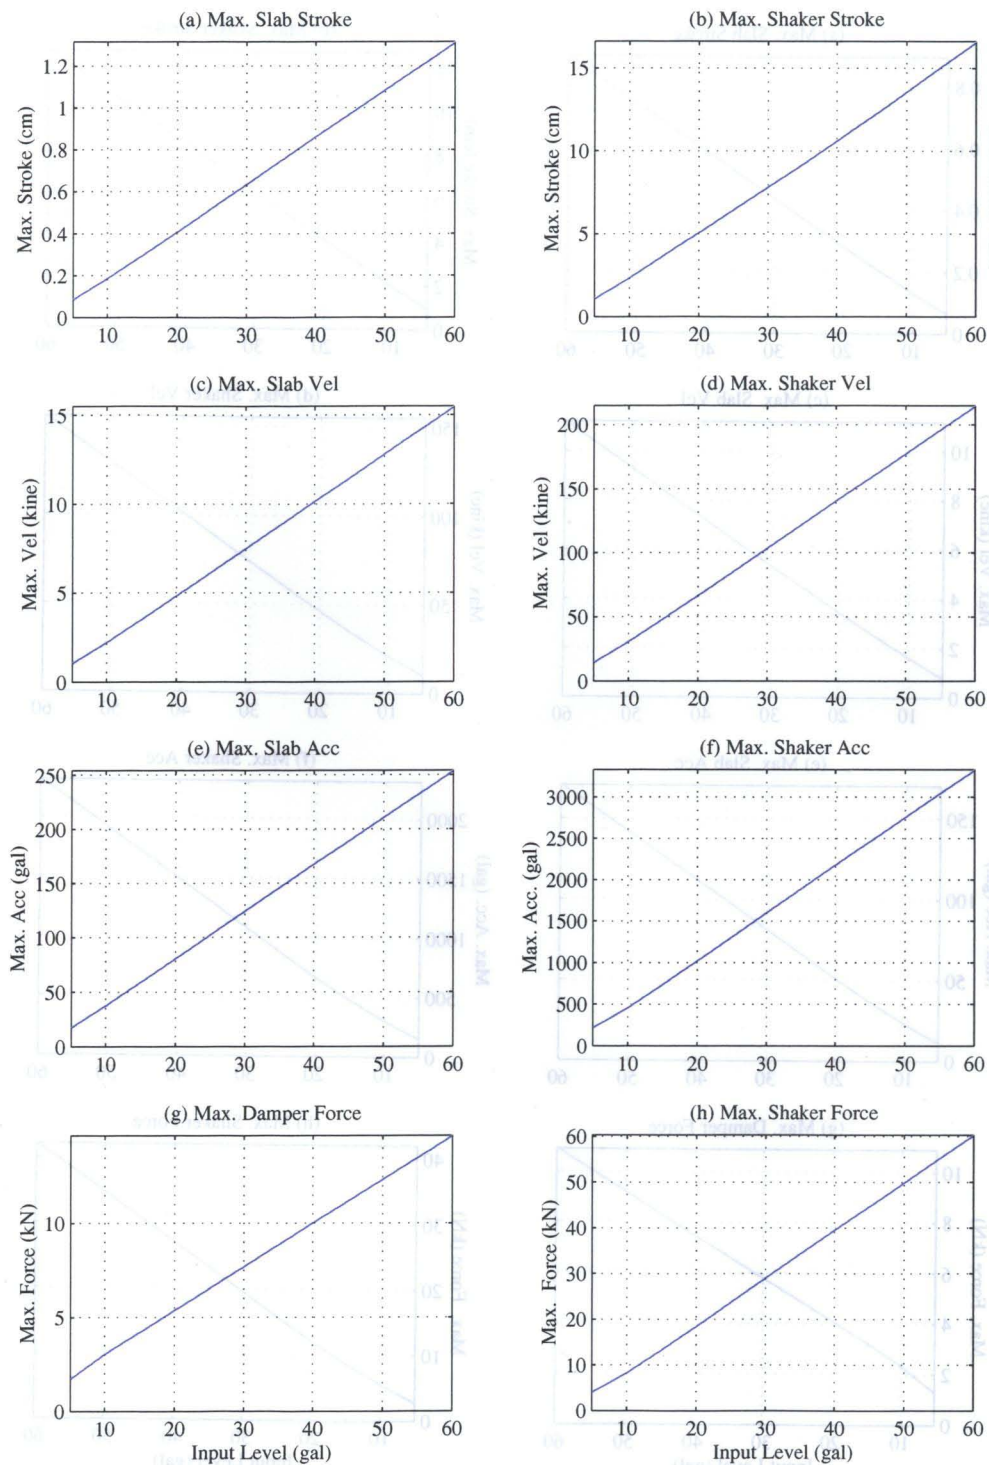 (a) Max. Slab Stroke
Max. Stroke (cm)
1.2
1
0.8
0.6
0.4
0.2
0
10 20 30 40 50 60
(b) Max. Shaker Stroke
Max. Stroke (cm)
15
10
5
0
10 20 30 40 50 60
(c) Max. Slab Vel
Max. Vel (kine)
15
10
5
0
10 20 30 40 50 60
(d) Max. Shaker Vel
Max. Vel (kine)
200
150
100
50
0
10 20 30 40 50 60
(e) Max. Slab Acc
Max. Acc (gal)
250
200
150
100
50
0
10 20 30 40 50 60
(f) Max. Shaker Acc
Max. Acc. (gal)
3000
2500
2000
1500
1000
500
0
10 20 30 40 50 60
(g) Max. Damper Force
Max. Force (kN)
10
5
0
10 20 30 40 50 60
Input Level (gal)
(h) Max. Shaker Force
Max. Force (kN)
60
50
40
30
20
10
0
10 20 30 40 50 60
Input Level (gal)